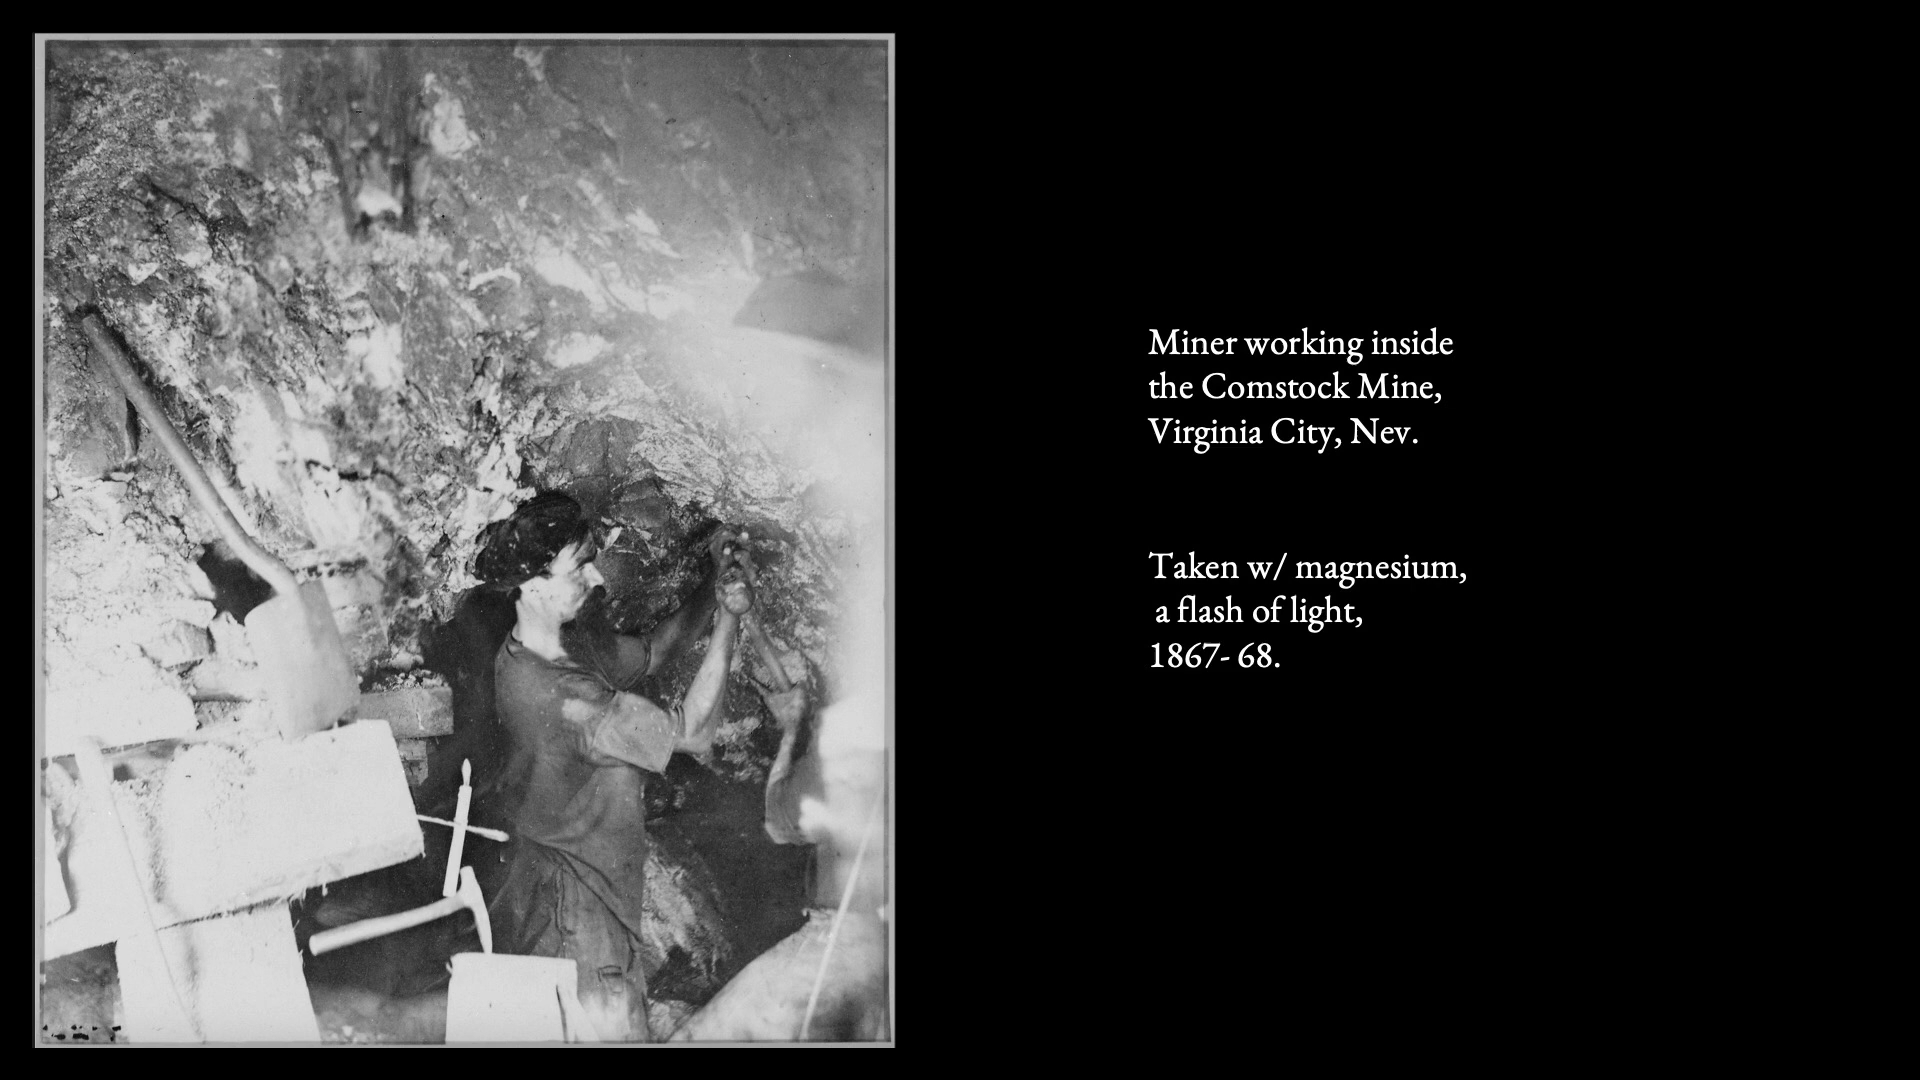 Miner working inside
the Comstock Mine,
Virginia City, Nev.
Taken w/ magnesium,
a flash of light,
1867- 68.